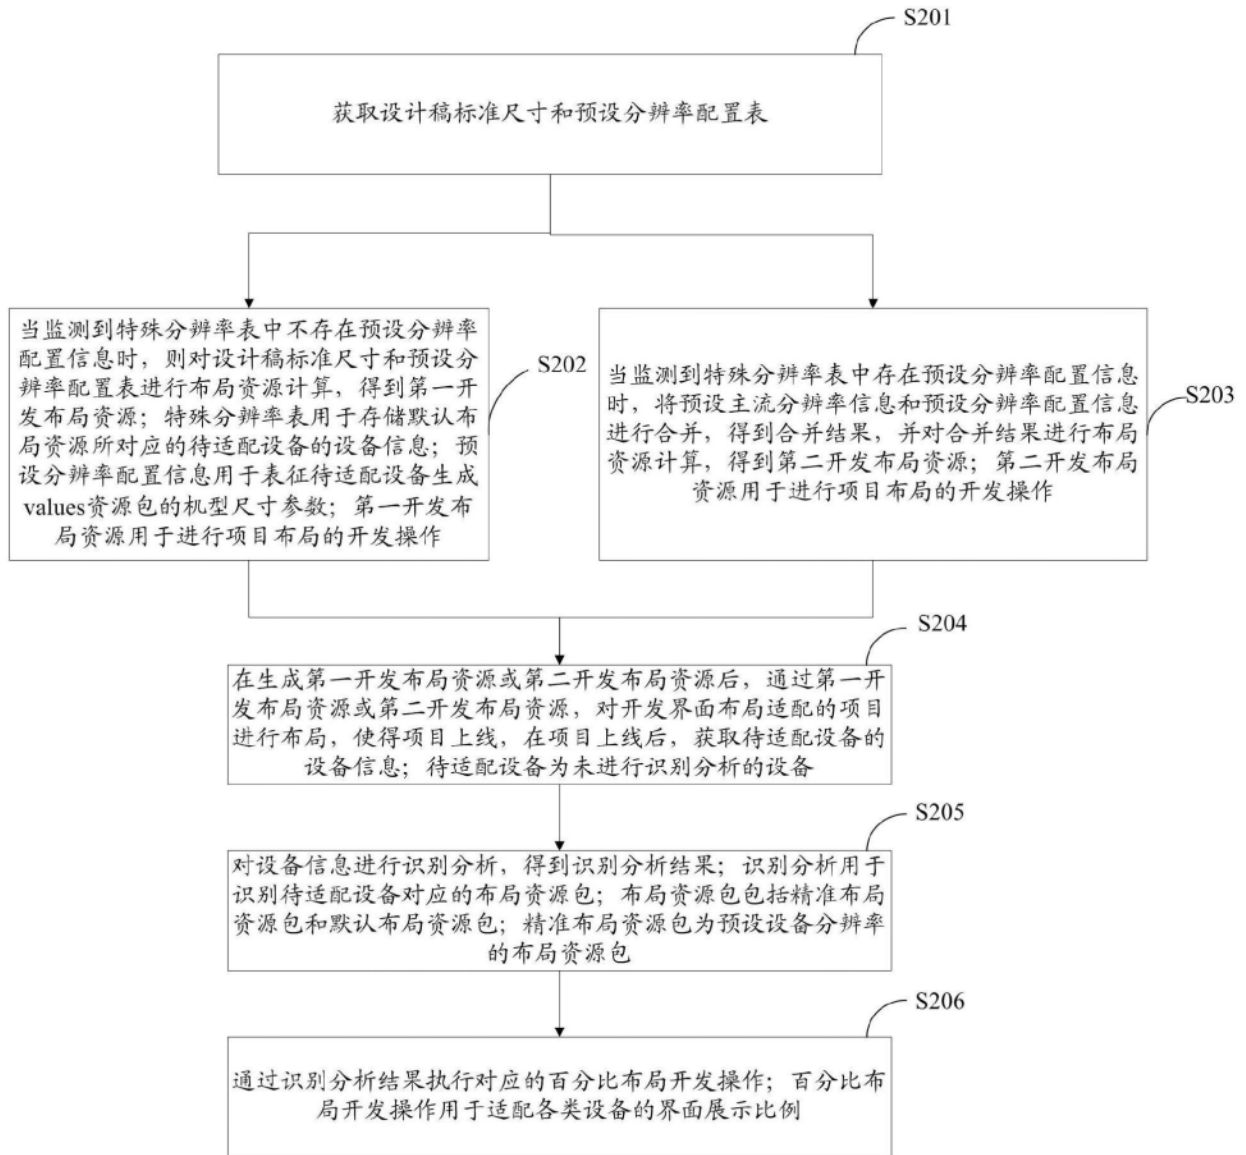 S201
获取设计稿标准尺寸和预设分辨率配置表
当监测到特殊分辨率表中不存在预设分辨率
配置信息时，则对设计稿标准尺寸和预设分
辨率配置表进行布局资源计算，得到第一开
发布局资源；特殊分辨率表用于存储默认布
局资源所对应的待适配设备的设备信息；预
设分辨率配置信息用于表征待适配设备生成
values资源包的机型尺寸参数；第一开发布
局资源用于进行项目布局的开发操作
S202
当监测到特殊分辨率表中存在预设分辨率配置信息
时，将预设主流分辨率信息和预设分辨率配置信息
进行合并，得到合并结果，并对合并结果进行布局
资源计算，得到第二开发布局资源；第二开发布局
资源用于进行项目布局的开发操作
S203
S204
在生成第一开发布局资源或第二开发布局资源后，通过第一开
发布局资源或第二开发布局资源，对开发界面布局适配的项目
进行布局，使得项目上线，在项目上线后，获取待适配设备的
设备信息；待适配设备为未进行识别分析的设备
S205
对设备信息进行识别分析，得到识别分析结果；识别分析用于
识别待适配设备对应的布局资源包；布局资源包包括精准布局
资源包和默认布局资源包；精准布局资源包为预设设备分辨率
的布局资源包
S206
通过识别分析结果执行对应的百分比布局开发操作；百分比布
局开发操作用于适配各类设备的界面展示比例